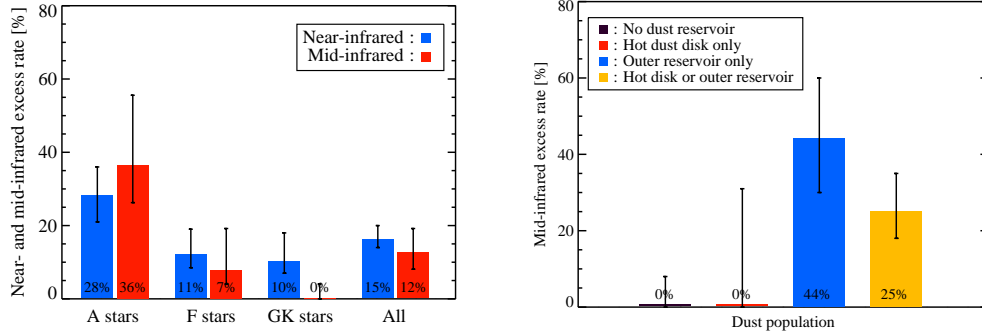 Near- and mid-infrared excess rate [%]
80
60
40
20
0
Near-infrared :
Mid-infrared :
28%
36%
11%
7%
10%
0%
15%
12%
A stars
F stars
GK stars
All
Mid-infrared excess rate [%]
80
60
40
20
0
: No dust reservoir
: Hot dust disk only
: Outer reservoir only
: Hot disk or outer reservoir
0%
0%
44%
25%
Dust population